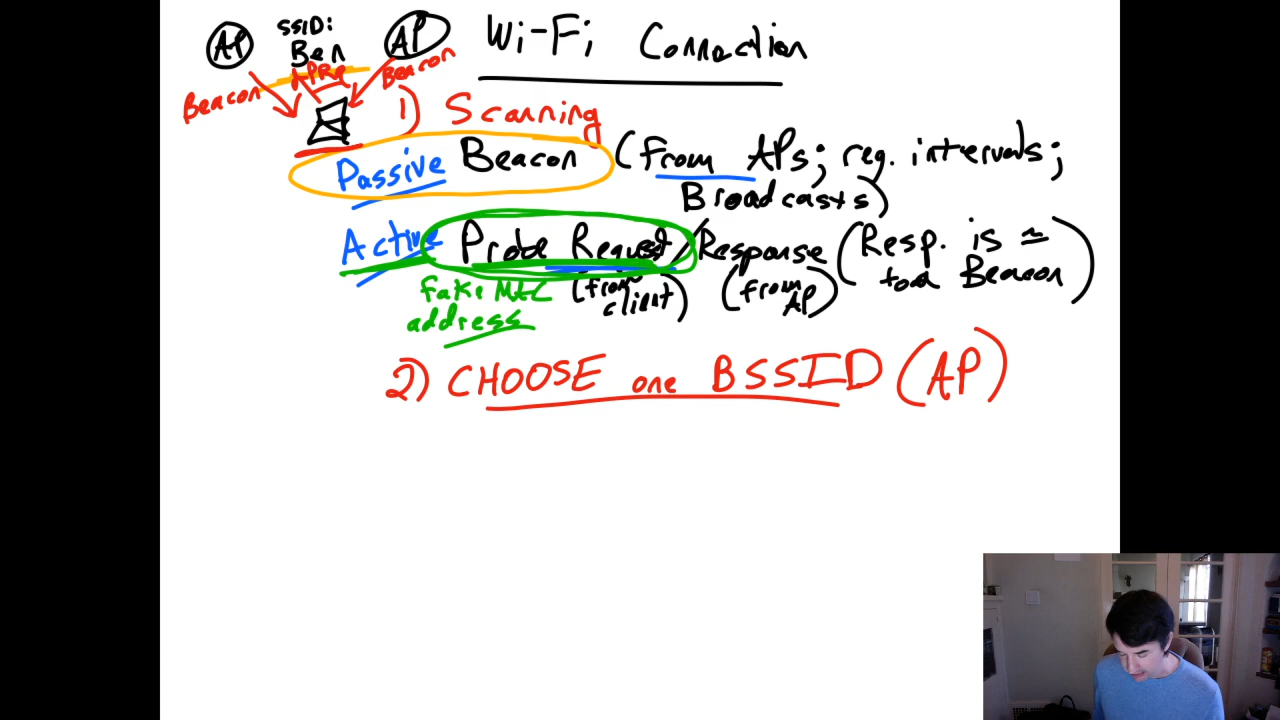 Wi-Fi Connection
AP
SSID:
Ben
AP
Beacon
PReq
Beacon
1) Scanning
Passive Beacon (from APs; reg. intervals;
Broadcasts)
Active Probe Request/Response (Resp. is ≈
to a Beacon)
(from client)
(from AP)
fake MAC
address
2) CHOOSE one BSSID (AP)